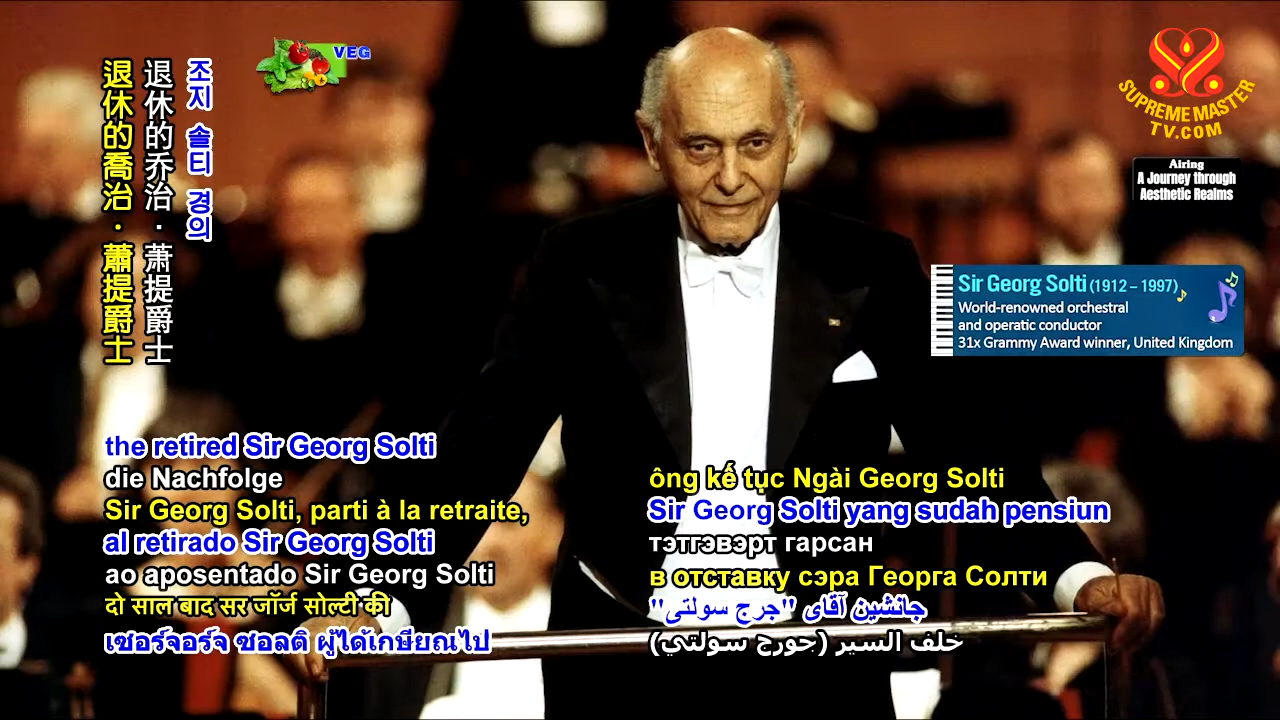 退休的喬治．蕭提爵士
退休的乔治·萧提爵士
조지 솔티 경의
VEG
SUPREME MASTER
TV.COM
Airing
A Journey through
Aesthetic Realms
Sir Georg Solti (1912 – 1997)
World-renowned orchestral
and operatic conductor
31x Grammy Award winner, United Kingdom
the retired Sir Georg Solti
die Nachfolge
Sir Georg Solti, parti à la retraite,
al retirado Sir Georg Solti
ao aposentado Sir Georg Solti
दो साल बाद सर जॉर्ज सोल्टी की
เซอร์จอร์จ ซอลติ ผู้ได้เกษียณไป
ông kế tục Ngài Georg Solti
Sir Georg Solti yang sudah pensiun
тэтгэвэрт гарсан
в отставку сэра Георга Солти
جانشین آقای "جرج سولتی"
خلف السير (جورج سولتي)